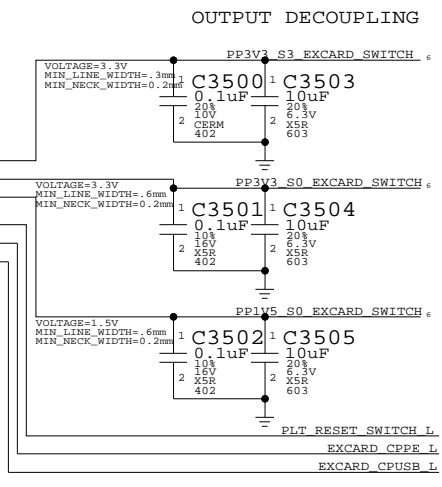 OUTPUT DECOUPLING
PP3V3_S3_EXCARD_SWITCH 6
VOLTAGE=3.3V
MIN_LINE_WIDTH=.3mm
MIN_NECK_WIDTH=0.2mm
1 C3500 1 C3503
0.1uF 10uF
20% 20%
10V 6.3V
2 CERM 2 X5R
402 603
PP3V3_S0_EXCARD_SWITCH 6
VOLTAGE=3.3V
MIN_LINE_WIDTH=.6mm
MIN_NECK_WIDTH=0.2mm
1 C3501 1 C3504
0.1uF 10uF
10% 20%
16V 6.3V
2 X5R 2 X5R
402 603
PP1V5_S0_EXCARD_SWITCH 6
VOLTAGE=1.5V
MIN_LINE_WIDTH=.6mm
MIN_NECK_WIDTH=0.2mm
1 C3502 1 C3505
0.1uF 10uF
10% 20%
16V 6.3V
2 X5R 2 X5R
402 603
PLT_RESET_SWITCH_L
EXCARD_CPPE_L
EXCARD_CPUSB_L